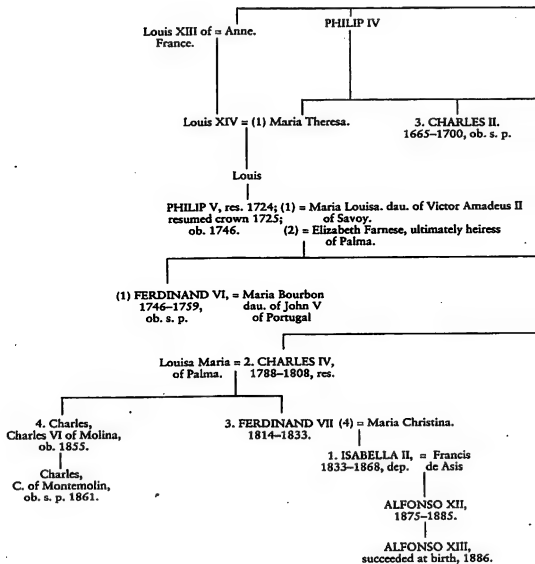 Louis XIII of = Anne.
France.
PHILIP IV
Louis XIV = (1) Maria Theresa.
3. CHARLES II.
1665–1700, ob. s. p.
Louis
PHILIP V, res. 1724; (1) = Maria Louisa. dau. of Victor Amadeus II
resumed crown 1725; of Savoy.
ob. 1746. (2) = Elizabeth Farnese, ultimately heiress
of Palma.
(1) FERDINAND VI, = Maria Bourbon
1746–1759, dau. of John V
ob. s. p. of Portugal
Louisa Maria = 2. CHARLES IV,
of Palma. 1788–1808, res.
4. Charles,
Charles VI of Molina,
ob. 1855.
3. FERDINAND VII (4) = Maria Christina.
1814–1833.
Charles,
C. of Montemolin,
ob. s. p. 1861.
1. ISABELLA II, = Francis
1833–1868, dep. de Asis
ALFONSO XII,
1875–1885.
ALFONSO XIII,
succeeded at birth, 1886.